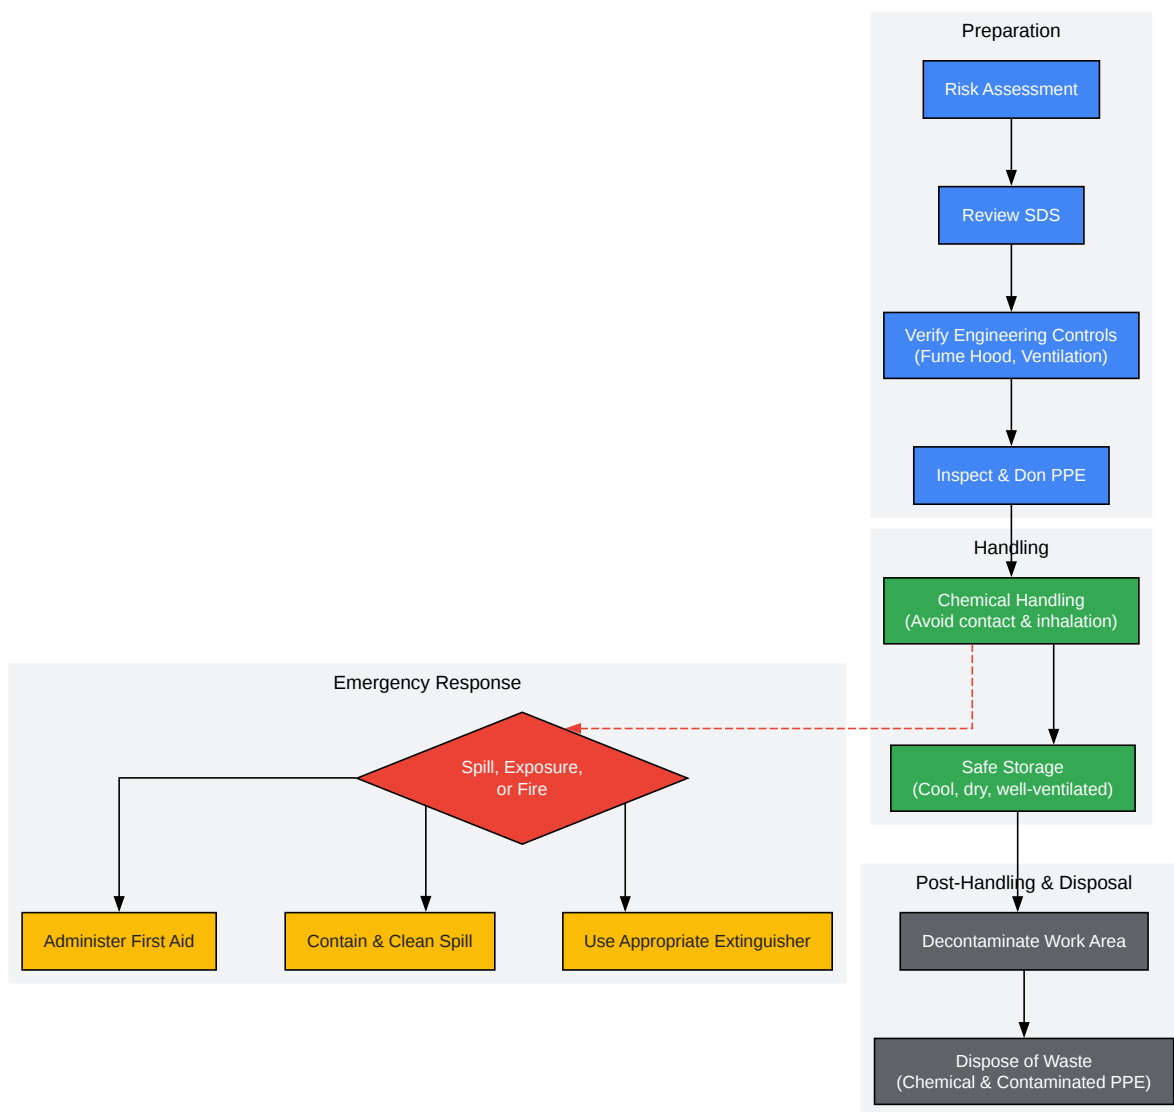 Preparation
Risk Assessment
Review SDS
Verify Engineering Controls
(Fume Hood, Ventilation)
Inspect & Don PPE
Handling
Chemical Handling
(Avoid contact & inhalation)
Safe Storage
(Cool, dry, well-ventilated)
Emergency Response
Spill, Exposure,
or Fire
Administer First Aid
Contain & Clean Spill
Use Appropriate Extinguisher
Post-Handling & Disposal
Decontaminate Work Area
Dispose of Waste
(Chemical & Contaminated PPE)